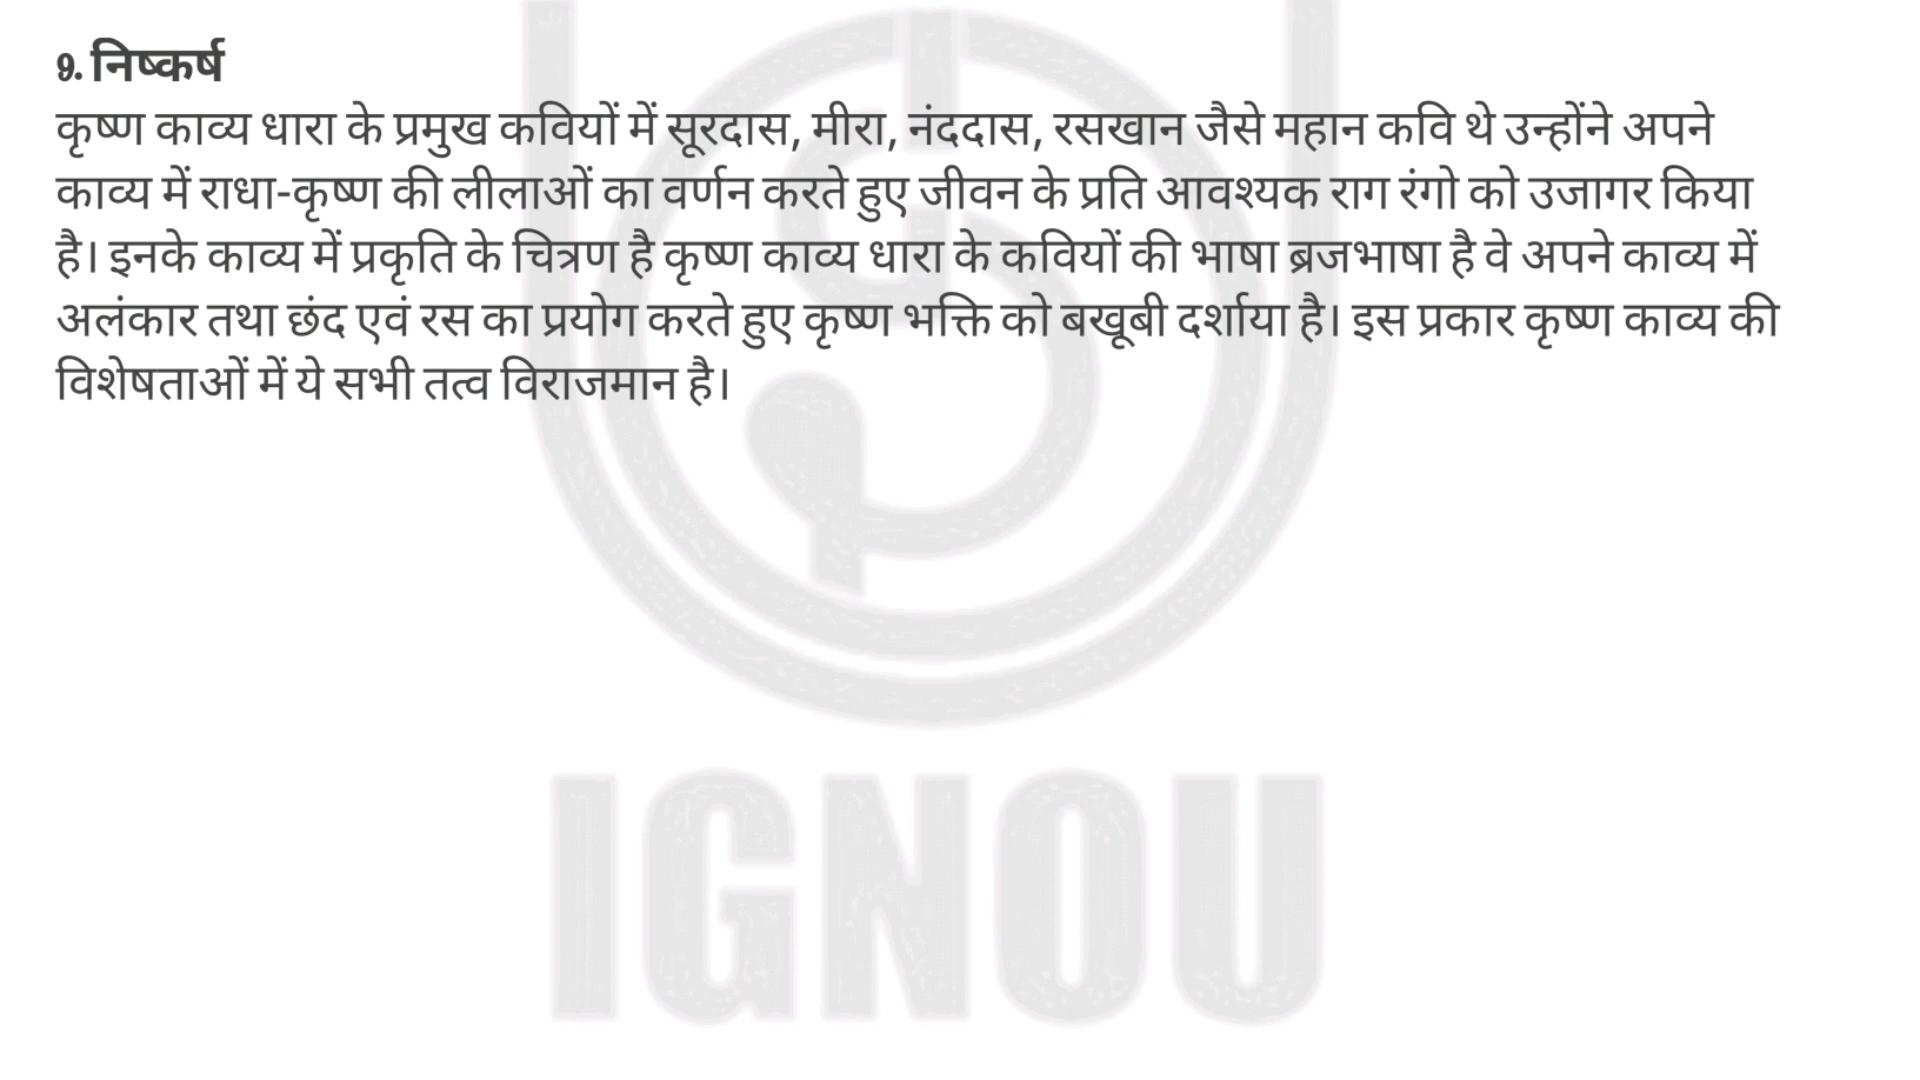 9. निष्कर्ष
कृष्ण काव्य धारा के प्रमुख कवियों में सूरदास, मीरा, नंददास, रसखान जैसे महान कवि थे उन्होंने अपने
काव्य में राधा-कृष्ण की लीलाओं का वर्णन करते हुए जीवन के प्रति आवश्यक राग रंगो को उजागर किया
है। इनके काव्य में प्रकृति के चित्रण है कृष्ण काव्य धारा के कवियों की भाषा ब्रजभाषा है वे अपने काव्य में
अलंकार तथा छंद एवं रस का प्रयोग करते हुए कृष्ण भक्ति को बखूबी दर्शाया है। इस प्रकार कृष्ण काव्य की
विशेषताओं में ये सभी तत्व विराजमान है।
IGNOU